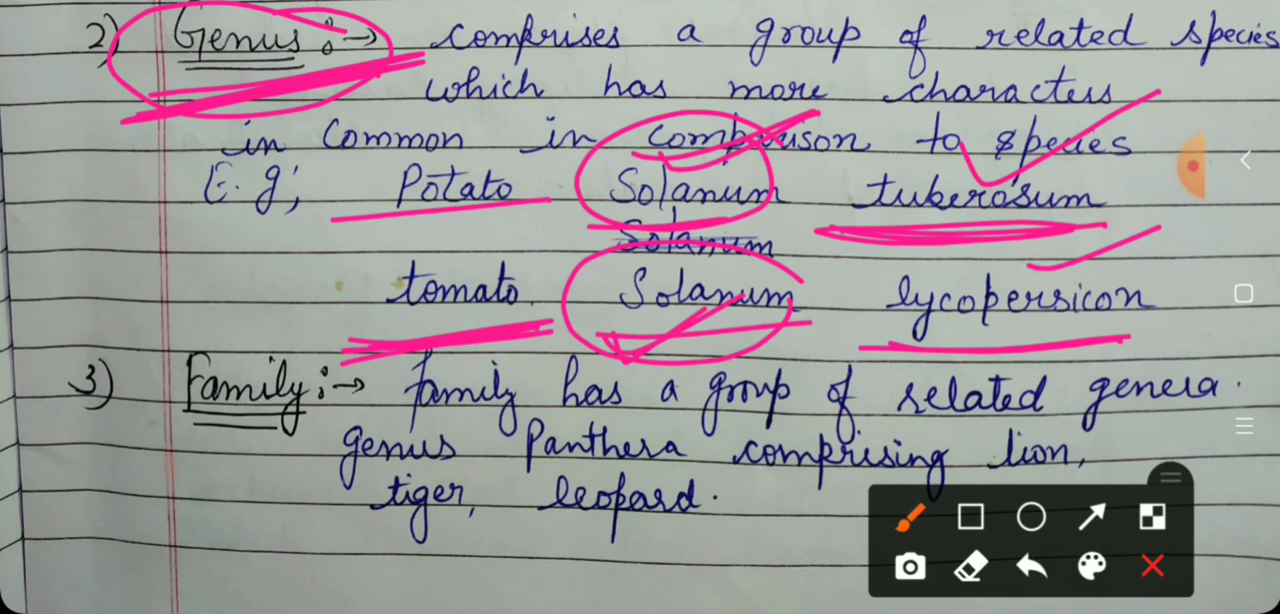 2) Genus :→ comprises a group of related species
which has more characters
in common in comparison to species
E.g; Potato Solanum tuberosum
Solanum
tomato Solanum lycopersicon
3) Family :→ family has a group of related genera.
genus Panthera comprising lion,
tiger, leopard.